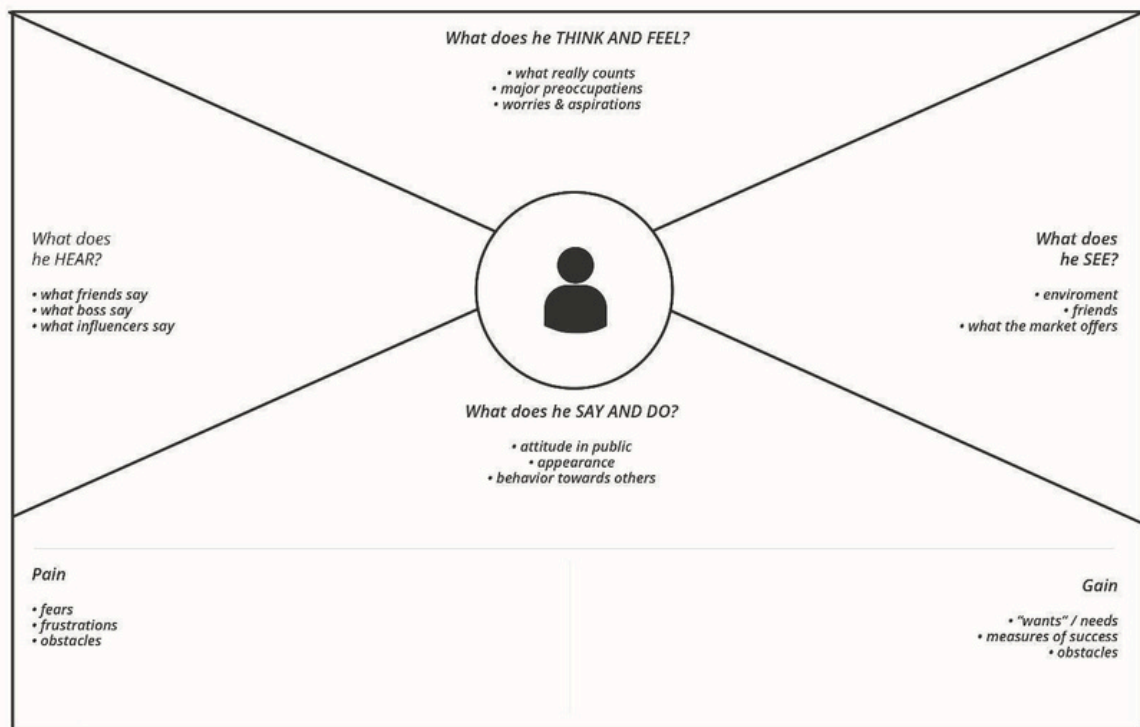 What does he THINK AND FEEL?
• what really counts
• major preoccupatiens
• worries & aspirations
What does
he HEAR?
• what friends say
• what boss say
• what influencers say
What does
he SEE?
• enviroment
• friends
• what the market offers
What does he SAY AND DO?
• attitude in public
• appearance
• behavior towards others
Pain
• fears
• frustrations
• obstacles
Gain
• "wants" / needs
• measures of success
• obstacles